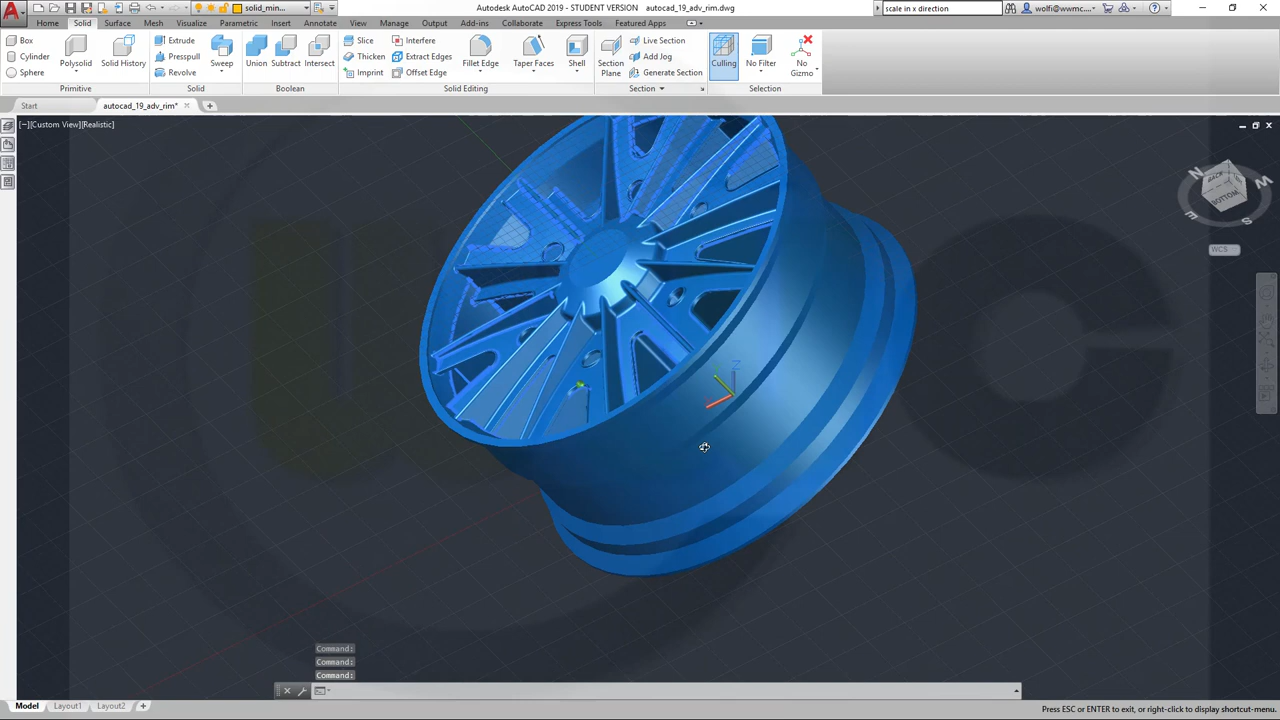 Autodesk AutoCAD 2019 - STUDENT VERSION autocad_19_adv_rim.dwg
scale in x direction
solid_min...
wolfi@wwmc...
Home Solid Surface Mesh Visualize Parametric Insert Annotate View Manage Output Add-ins Collaborate Express Tools Featured Apps
Box Extrude Slice Interfere Live Section
Cylinder Presspull Thicken Extract Edges Add Jog
Sphere Revolve Imprint Offset Edge Generate Section
Polysolid Solid History Sweep Union Subtract Intersect Fillet Edge Taper Faces Shell Section Plane Culling No Filter No Gizmo
Primitive Solid Boolean Solid Editing Section Selection
Start autocad_19_adv_rim*
[−][Custom View][Realistic]
N
W
BACK
BOTTOM
E
S
WCS
Z
Command:
Command:
Command:
Model Layout1 Layout2
Press ESC or ENTER to exit, or right-click to display shortcut-menu.